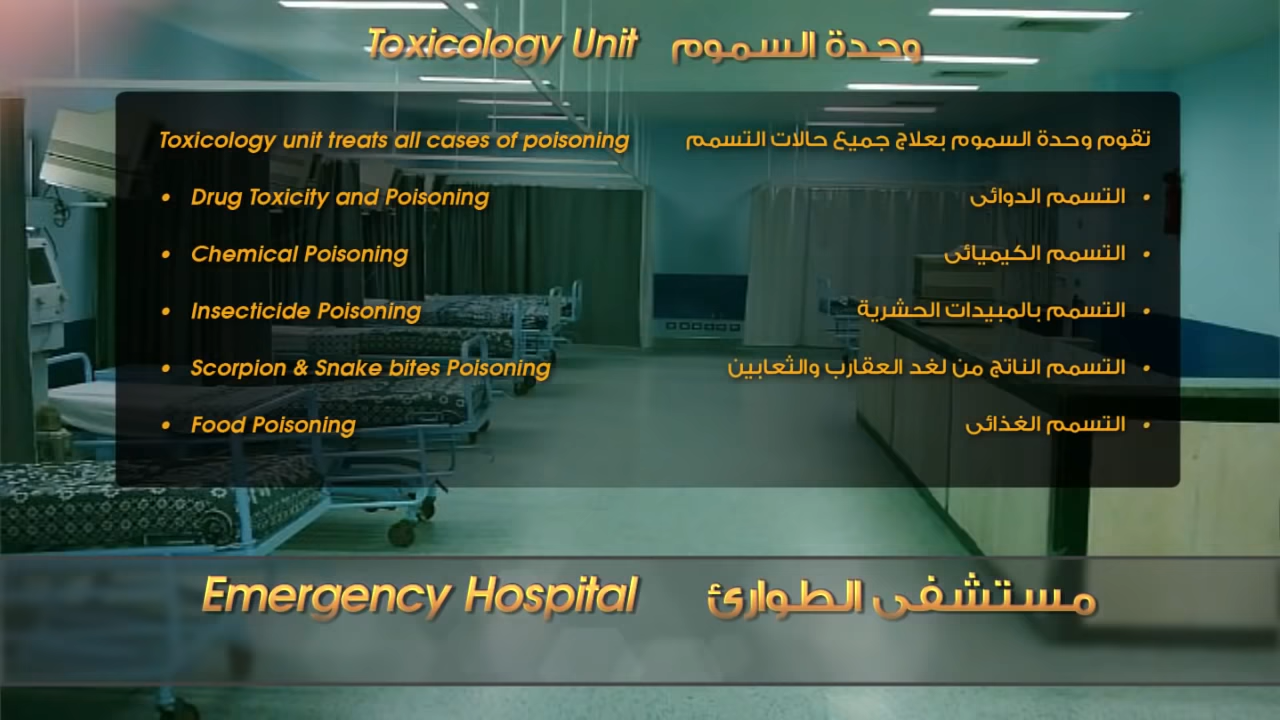 Toxicology Unit وحدة السموم
Toxicology unit treats all cases of poisoning تقوم وحدة السموم بعلاج جميع حالات التسمم
• Drug Toxicity and Poisoning • التسمم الدوائى
• Chemical Poisoning • التسمم الكيميائى
• Insecticide Poisoning • التسمم بالمبيدات الحشرية
• Scorpion & Snake bites Poisoning • التسمم الناتج من لغد العقارب والثعابين
• Food Poisoning • التسمم الغذائى
Emergency Hospital مستشفى الطوارئ